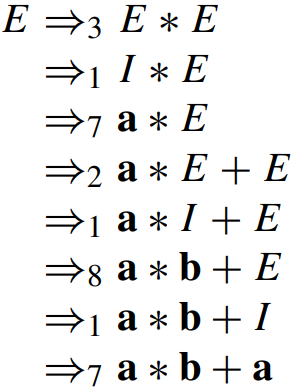 E ⇒₃ E ∗ E
⇒₁ I ∗ E
⇒₇ a ∗ E
⇒₂ a ∗ E + E
⇒₁ a ∗ I + E
⇒₈ a ∗ b + E
⇒₁ a ∗ b + I
⇒₇ a ∗ b + a